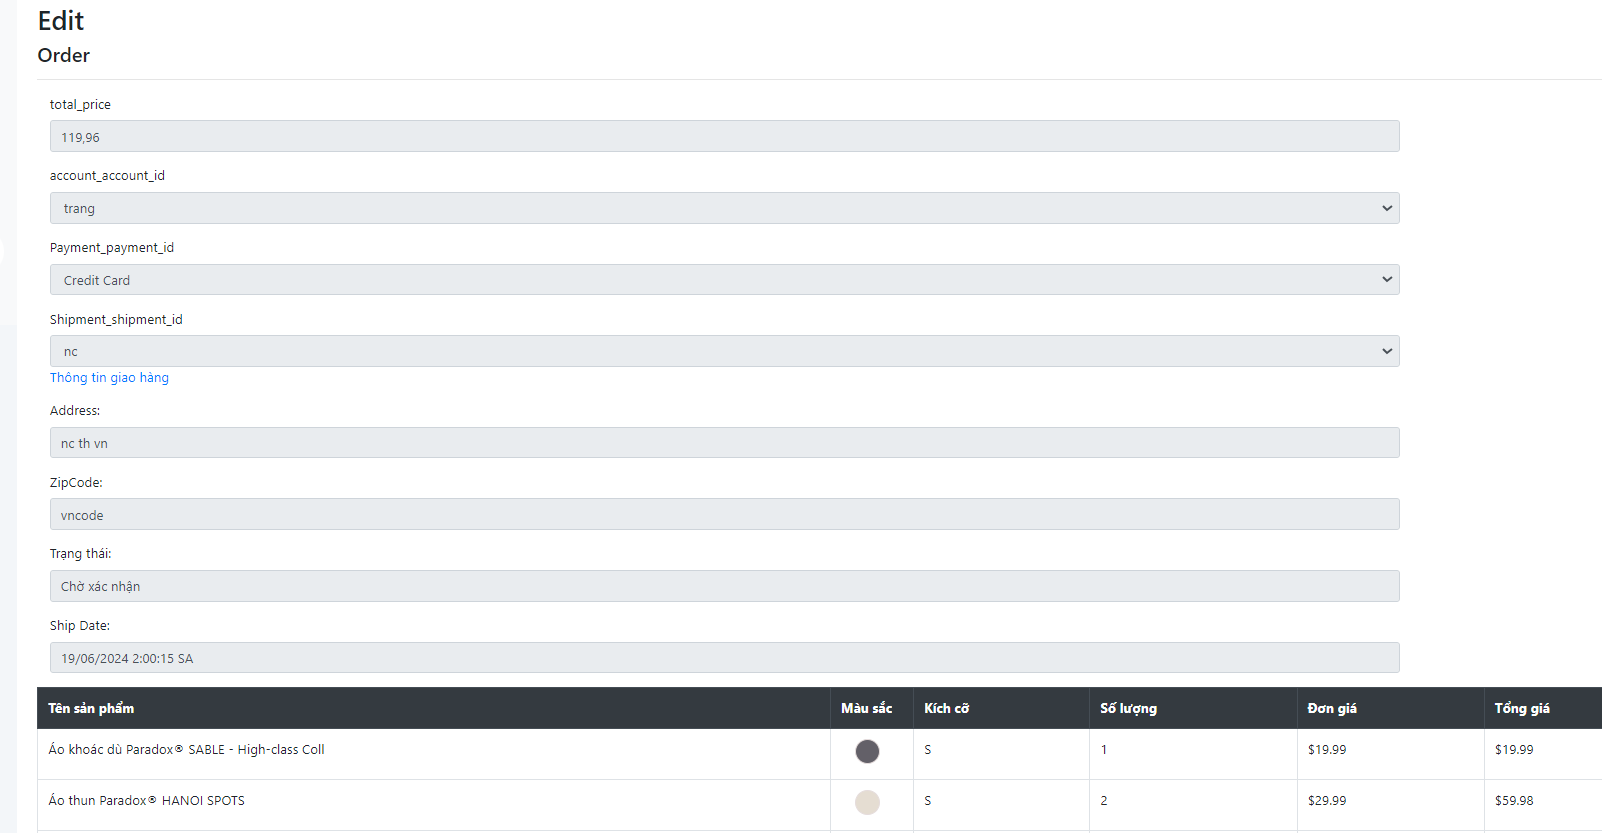 Edit
Order
total_price
119,96
account_account_id
trang
Payment_payment_id
Credit Card
Shipment_shipment_id
nc
Thông tin giao hàng
Address:
nc th vn
ZipCode:
vncode
Trạng thái:
Chờ xác nhận
Ship Date:
19/06/2024 2:00:15 SA
Tên sản phẩm Màu sắc Kích cỡ Số lượng Đơn giá Tổng giá
Áo khoác dù Paradox® SABLE - High-class Coll S 1 $19.99 $19.99
Áo thun Paradox® HANOI SPOTS S 2 $29.99 $59.98